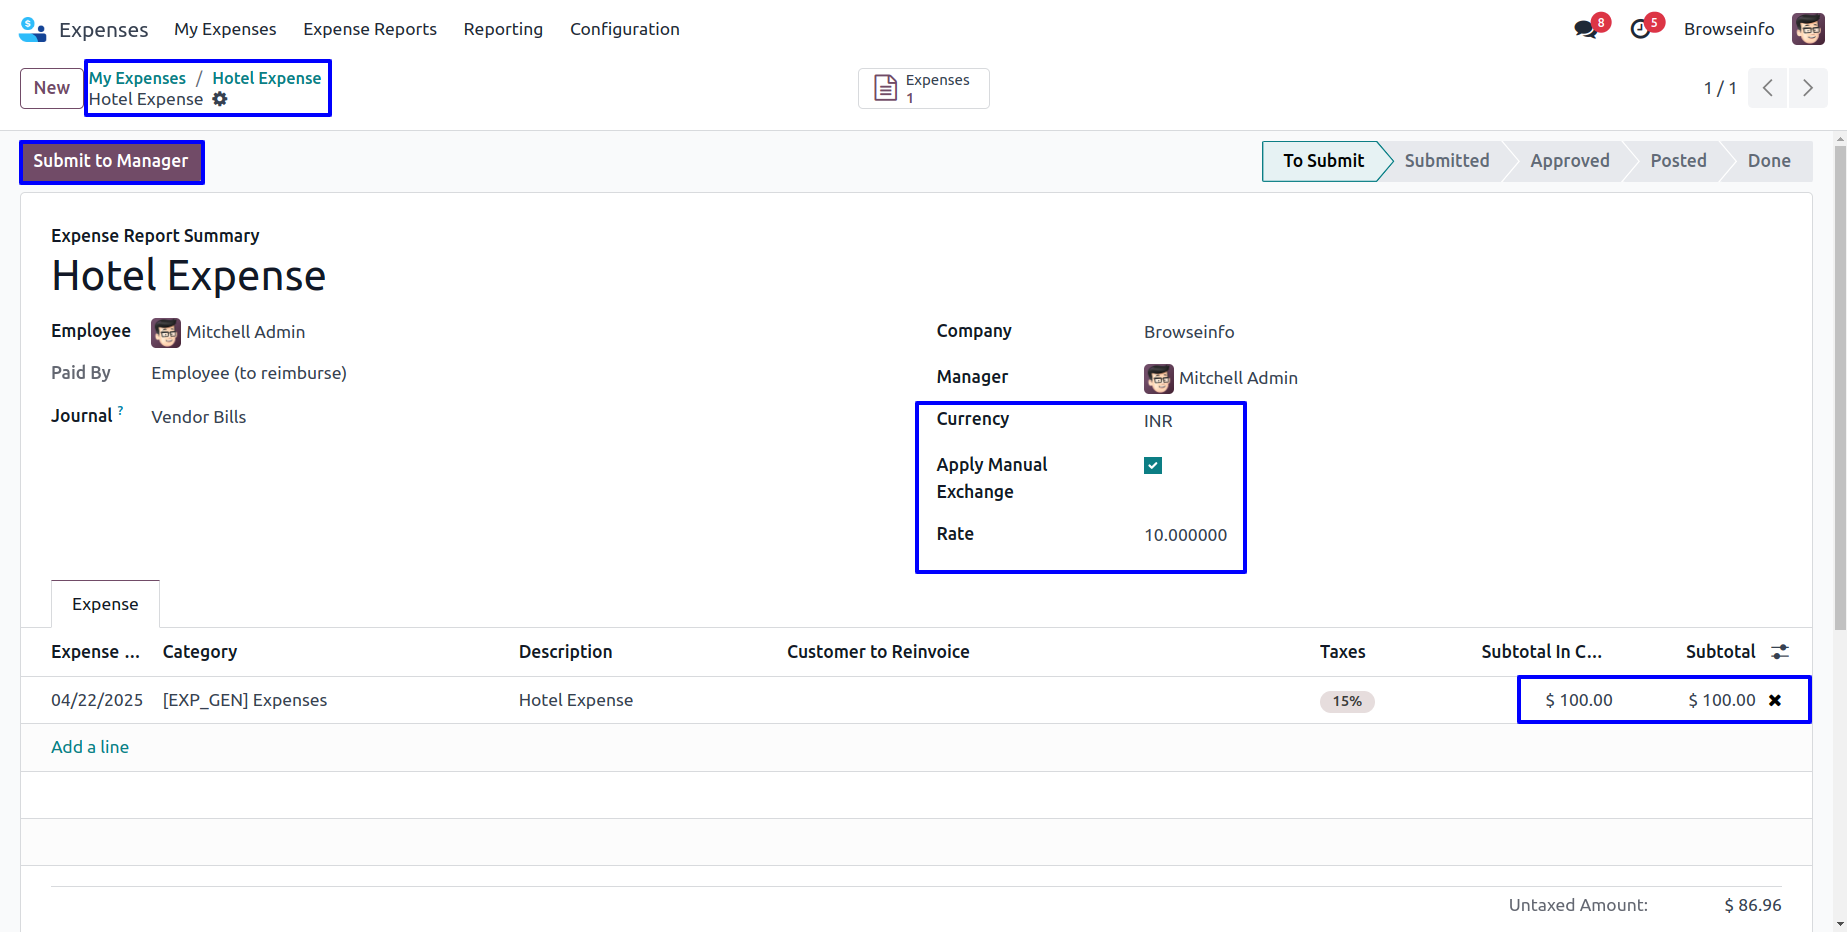 Expenses My Expenses Expense Reports Reporting Configuration 8 5 Browseinfo
New My Expenses / Hotel Expense
Hotel Expense
Expenses
1
1 / 1
Submit to Manager To Submit Submitted Approved Posted Done
Expense Report Summary
Hotel Expense
Employee Mitchell Admin
Paid By Employee (to reimburse)
Journal ? Vendor Bills
Company Browseinfo
Manager Mitchell Admin
Currency INR
Apply Manual
Exchange
Rate 10.000000
Expense
Expense ... Category Description Customer to Reinvoice Taxes Subtotal In C... Subtotal
04/22/2025 [EXP_GEN] Expenses Hotel Expense 15% $ 100.00 $ 100.00
Add a line
Untaxed Amount: $ 86.96